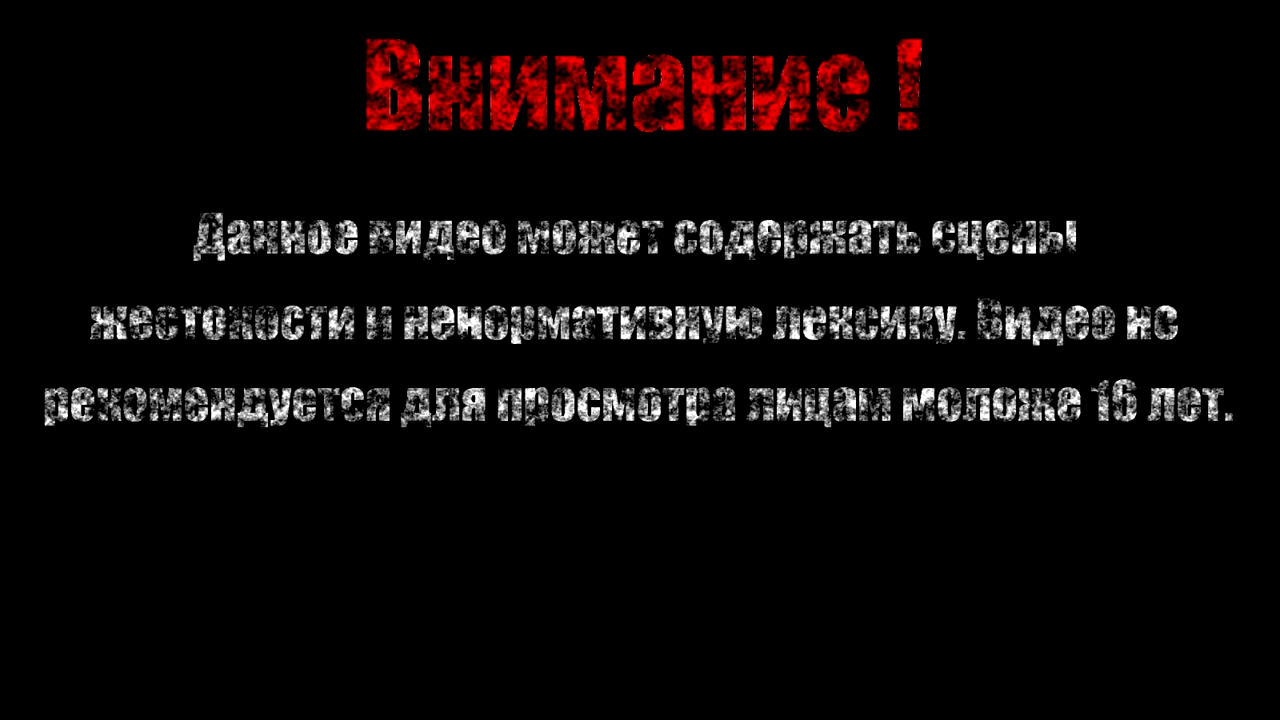 Внимание !
Данное видео может содержать сцены
жестокости и ненормативную лексику. Видео не
рекомендуется для просмотра лицам моложе 16 лет.